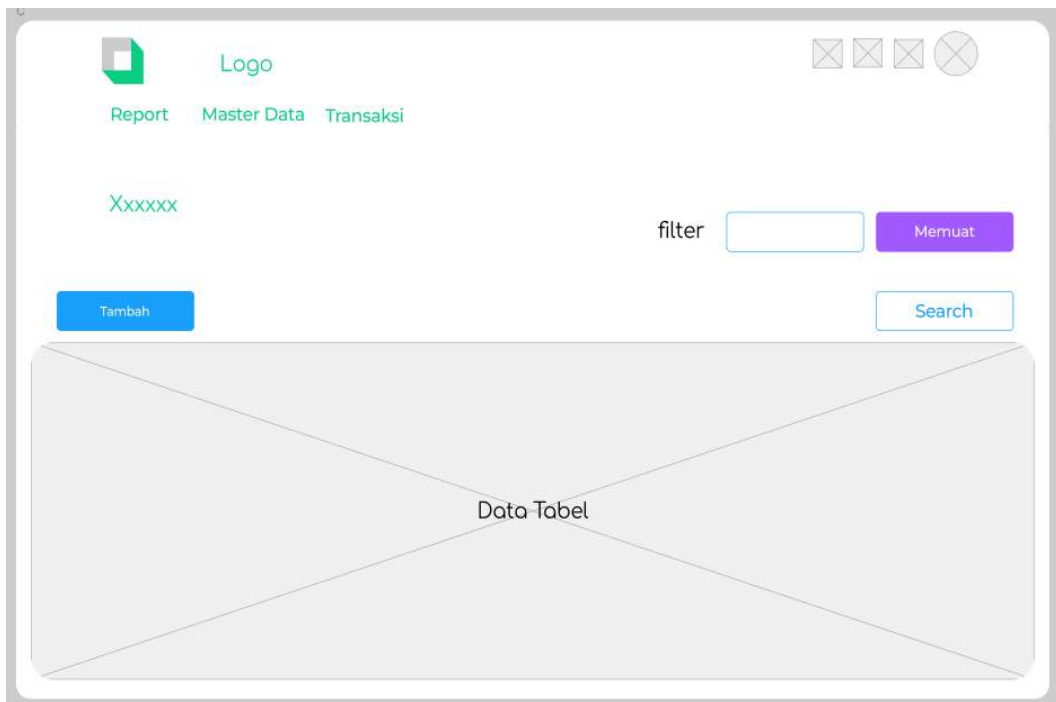 Logo
Report Master Data Transaksi
Xxxxxx
filter Memuat
Tambah Search
Data Tabel